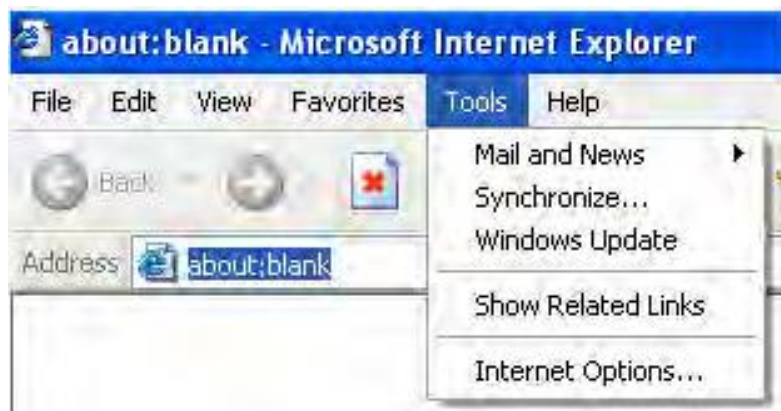 about:blank - Microsoft Internet Explorer
File Edit View Favorites Tools Help
Back
Address about:blank
Mail and News
Synchronize...
Windows Update
Show Related Links
Internet Options...